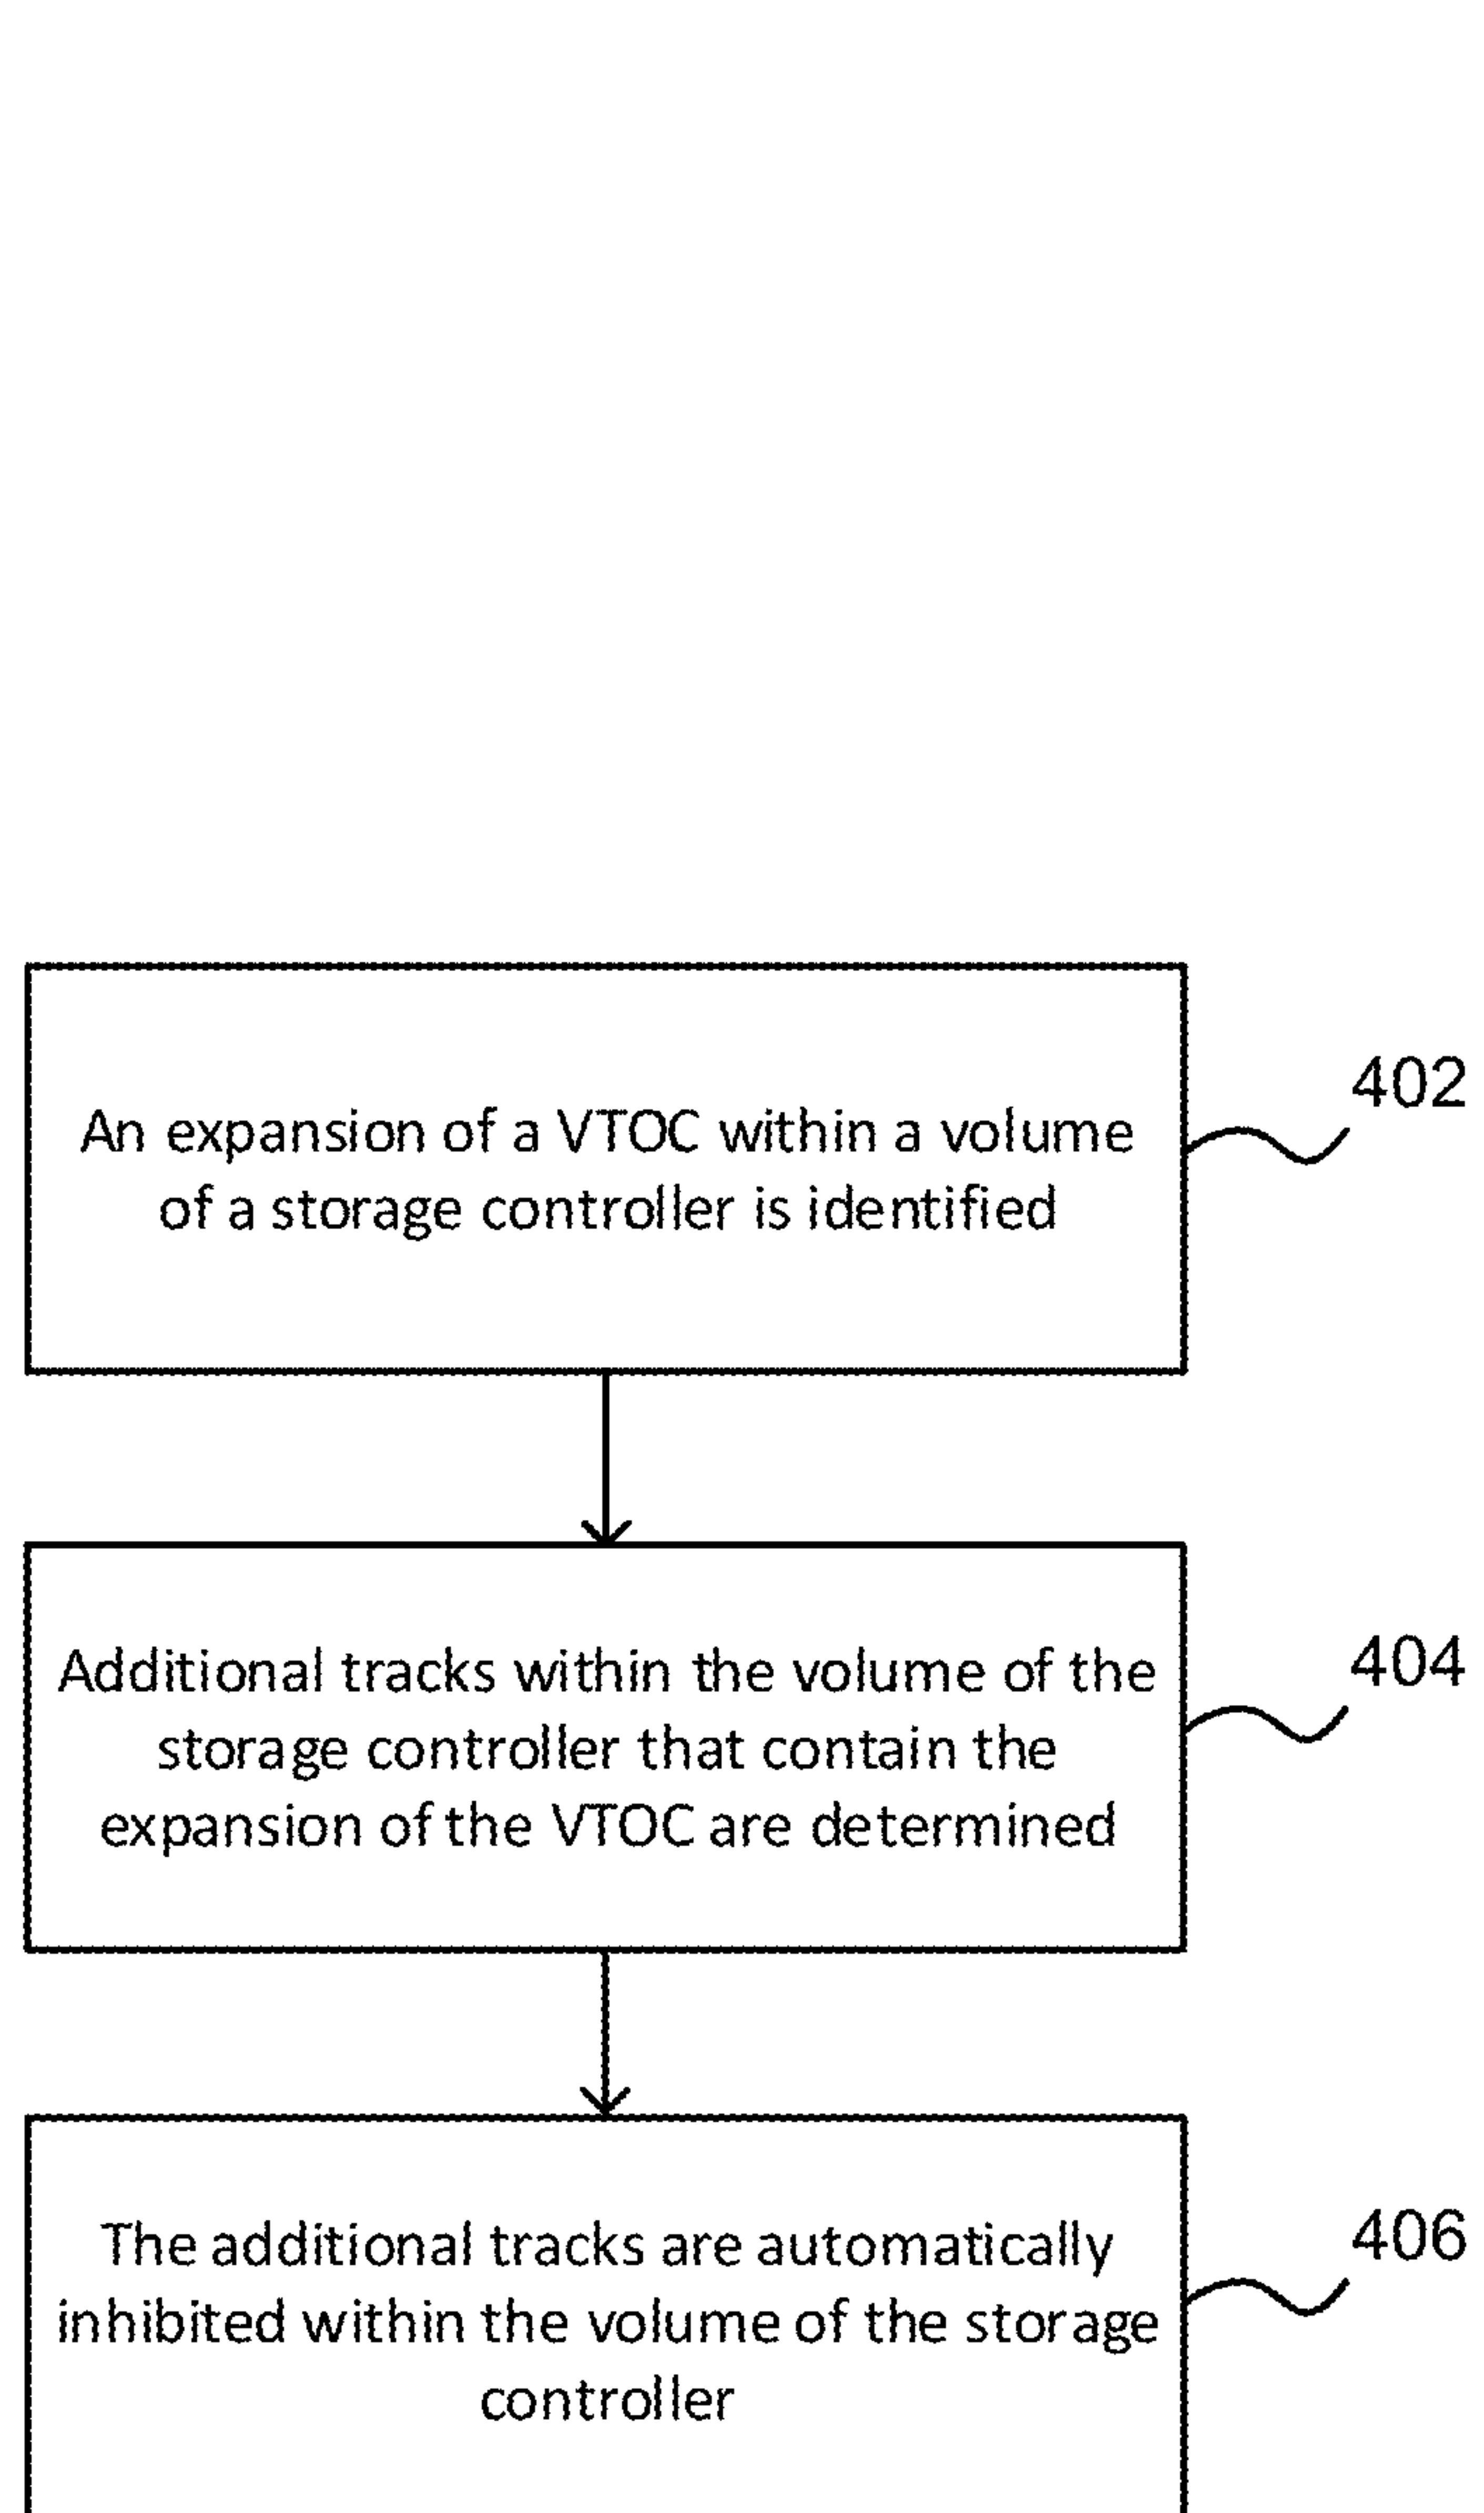 An expansion of a VTOC within a volume
of a storage controller is identified
402
Additional tracks within the volume of the
storage controller that contain the
expansion of the VTOC are determined
404
The additional tracks are automatically
inhibited within the volume of the storage
controller
406